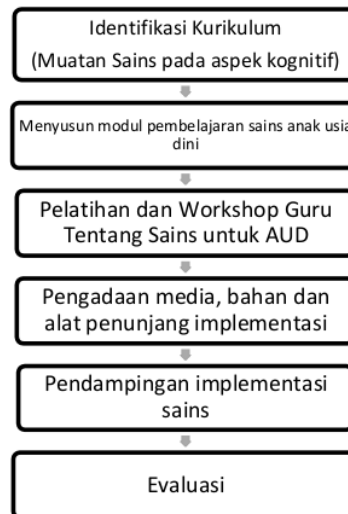 Identifikasi Kurikulum
(Muatan Sains pada aspek kognitif)
Menyusun modul pembelajaran sains anak usia
dini
Pelatihan dan Workshop Guru
Tentang Sains untuk AUD
Pengadaan media, bahan dan
alat penunjang implementasi
Pendampingan implementasi
sains
Evaluasi